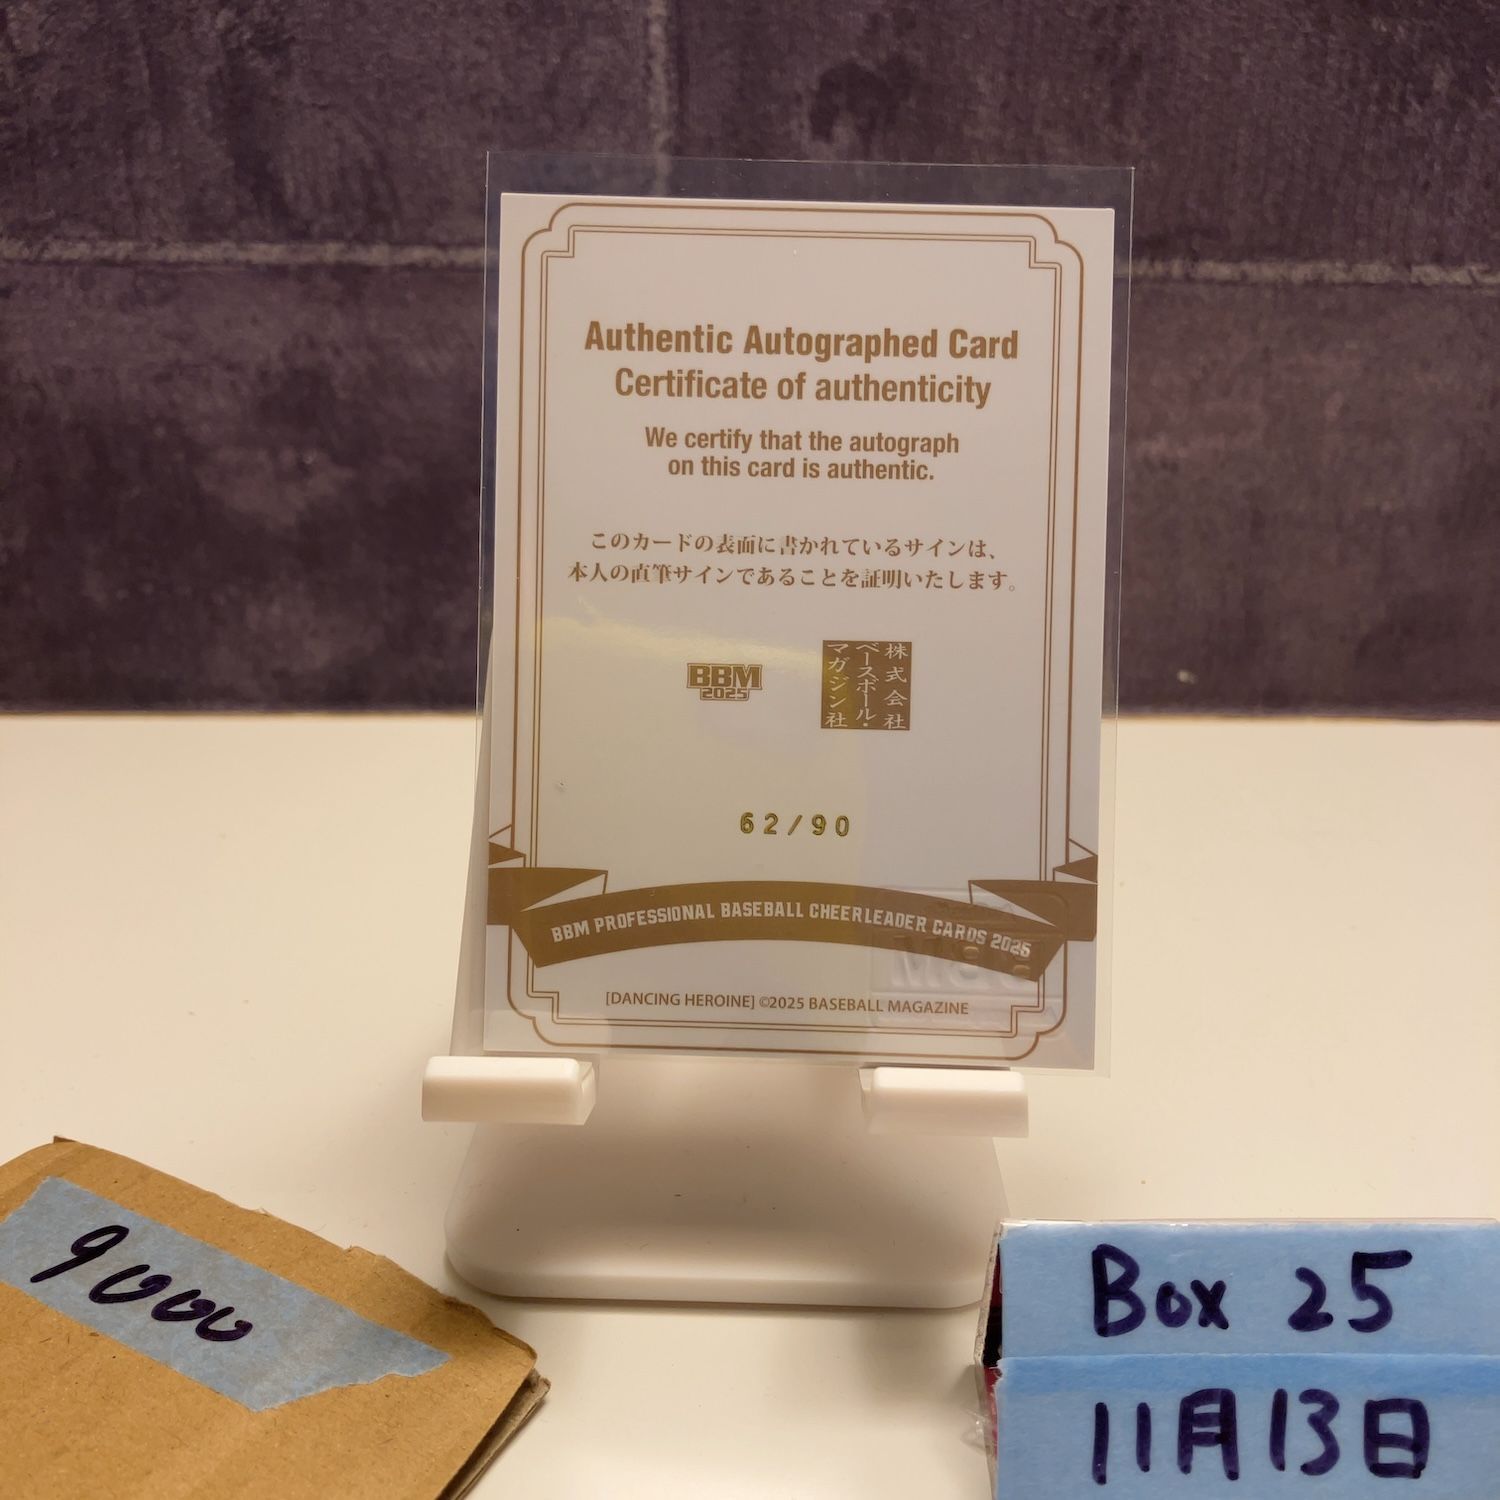 Authentic Autographed Card
Certificate of authenticity
We certify that the autograph
on this card is authentic.
このカードの表面に書かれているサインは、
本人の直筆サインであることを証明いたします。
BBM
2025
株式会社
ベースボール・
マガジン社
62/90
BBM PROFESSIONAL BASEBALL CHEERLEADER CARDS 2025
BBM
[DANCING HEROINE] ©2025 BASEBALL MAGAZINE
9000
Box 25
11月13日